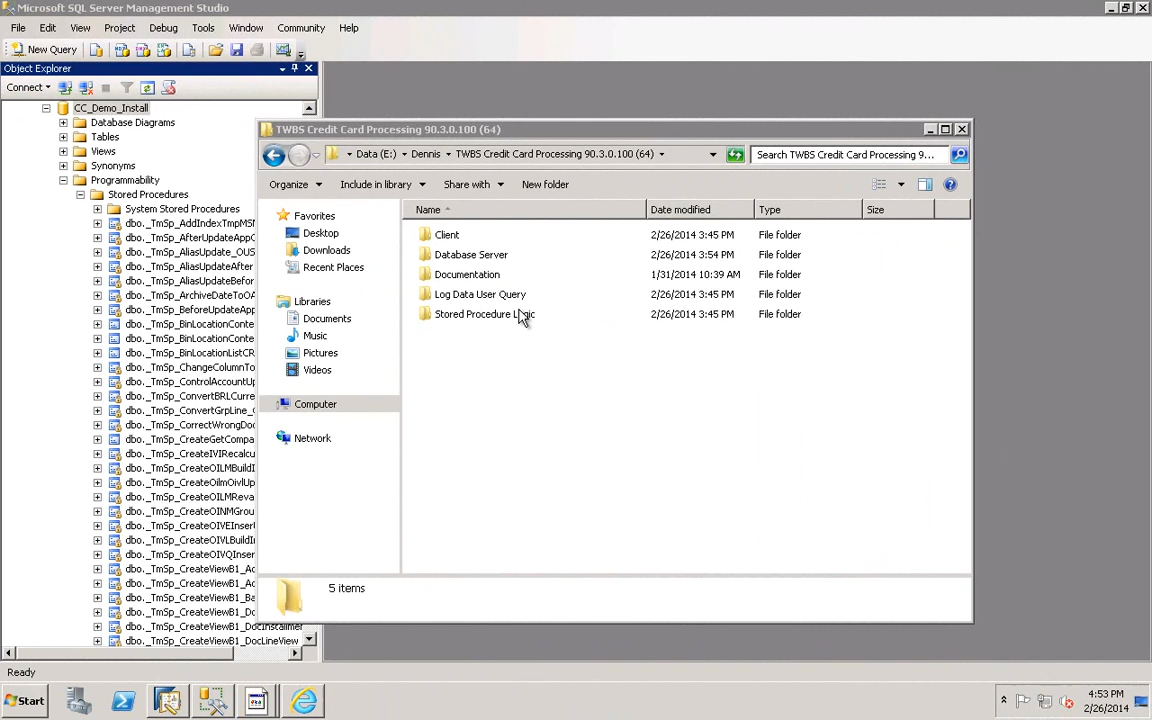 Microsoft SQL Server Management Studio
File Edit View Project Debug Tools Window Community Help
New Query
Object Explorer
Connect
CC_Demo_Install
Database Diagrams
Tables
Views
Synonyms
Programmability
Stored Procedures
System Stored Procedures
dbo._TmSp_AddIndexTmpMSN
dbo._TmSp_AfterUpdateAppC
dbo._TmSp_AliasUpdate_OUS
dbo._TmSp_AliasUpdateAfter
dbo._TmSp_AliasUpdateBefor
dbo._TmSp_ArchiveDateToOA
dbo._TmSp_BeforeUpdateApp
dbo._TmSp_BinLocationConte
dbo._TmSp_BinLocationConte
dbo._TmSp_BinLocationListCR
dbo._TmSp_ChangeColumnTo
dbo._TmSp_ControlAccountUp
dbo._TmSp_ConvertBRLCurre
dbo._TmSp_ConvertGrpLine_
dbo._TmSp_CorrectWrongDoc
dbo._TmSp_CreateGetCompa
dbo._TmSp_CreateIVIRecalcu
dbo._TmSp_CreateOILMBuildI
dbo._TmSp_CreateOilmOivlUp
dbo._TmSp_CreateOILMReva
dbo._TmSp_CreateOINMGrou
dbo._TmSp_CreateOIVEInser
dbo._TmSp_CreateOIVLBuildI
dbo._TmSp_CreateOIVQInser
dbo._TmSp_CreateViewB1_Ac
dbo._TmSp_CreateViewB1_Ac
dbo._TmSp_CreateViewB1_Ba
dbo._TmSp_CreateViewB1_Do
dbo._TmSp_CreateViewB1_DocInstallmer
dbo._TmSp_CreateViewB1_DocLineView
Ready
TWBS Credit Card Processing 90.3.0.100 (64)
Data (E:) Dennis TWBS Credit Card Processing 90.3.0.100 (64)
Search TWBS Credit Card Processing 9...
Organize Include in library Share with New folder
Favorites
Desktop
Downloads
Recent Places
Libraries
Documents
Music
Pictures
Videos
Computer
Network
Name Date modified Type Size
Client 2/26/2014 3:45 PM File folder
Database Server 2/26/2014 3:54 PM File folder
Documentation 1/31/2014 10:39 AM File folder
Log Data User Query 2/26/2014 3:45 PM File folder
Stored Procedure Logic 2/26/2014 3:45 PM File folder
5 items
Start
4:53 PM
2/26/2014